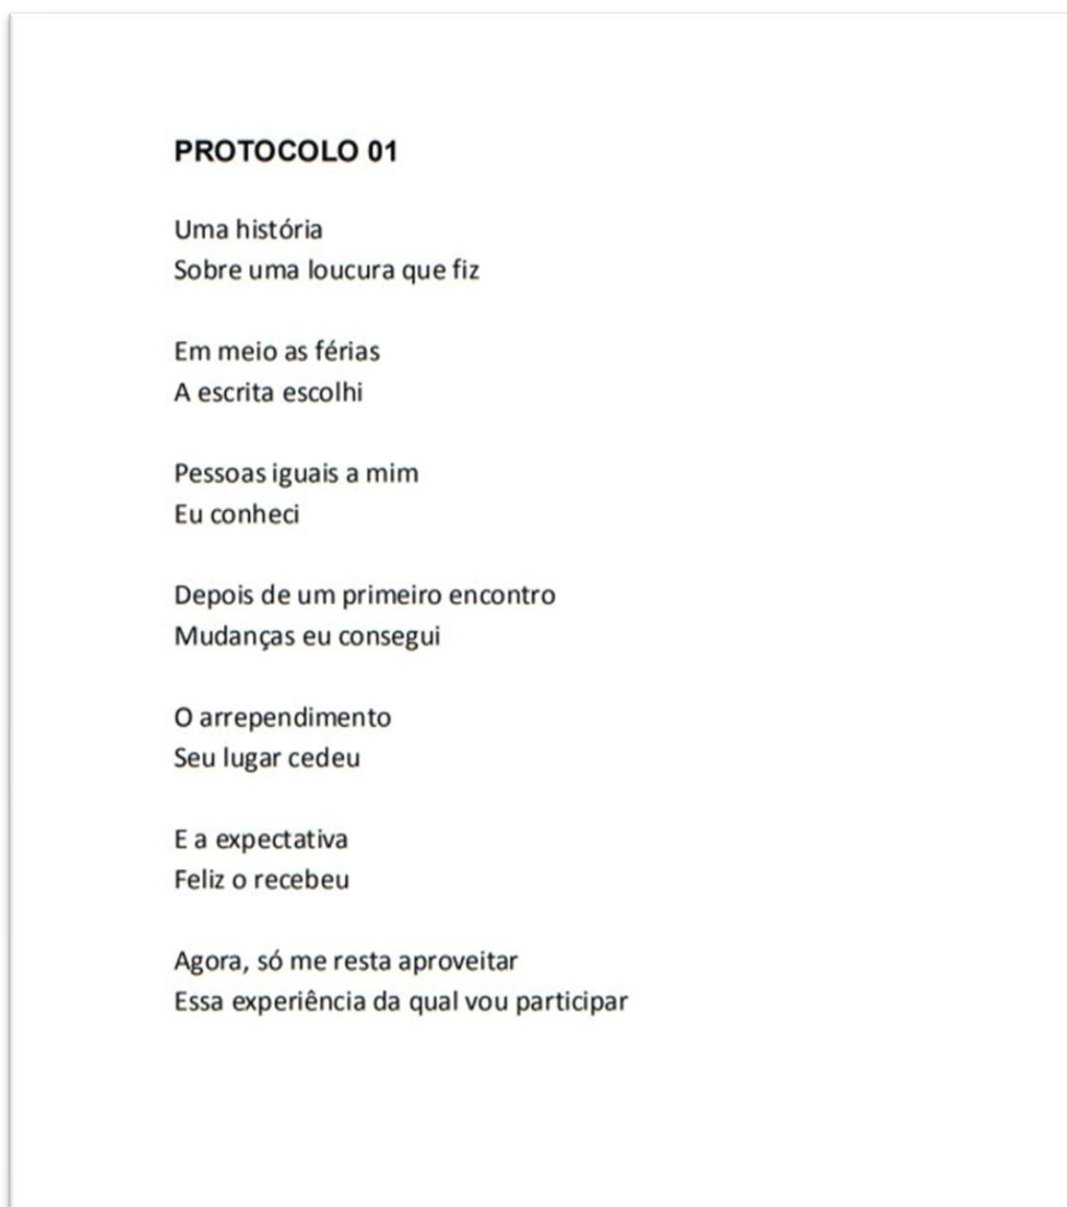 PROTOCOLO 01
Uma história
Sobre uma loucura que fiz
Em meio as férias
A escrita escolhi
Pessoas iguais a mim
Eu conheci
Depois de um primeiro encontro
Mudanças eu consegui
O arrependimento
Seu lugar cedeu
E a expectativa
Feliz o recebeu
Agora, só me resta aproveitar
Essa experiência da qual vou participar